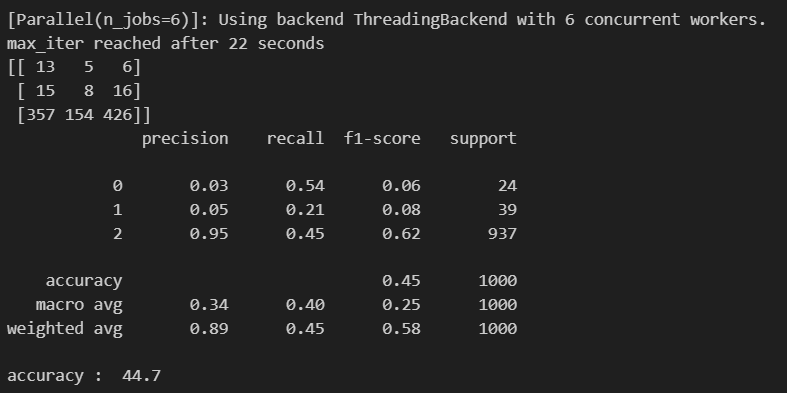 [Parallel(n_jobs=6)]: Using backend ThreadingBackend with 6 concurrent workers.
max_iter reached after 22 seconds
[[ 13   5   6]
 [ 15   8  16]
 [357 154 426]]
              precision    recall  f1-score   support

           0       0.03      0.54      0.06        24
           1       0.05      0.21      0.08        39
           2       0.95      0.45      0.62       937

    accuracy                           0.45      1000
   macro avg       0.34      0.40      0.25      1000
weighted avg       0.89      0.45      0.58      1000

accuracy :  44.7